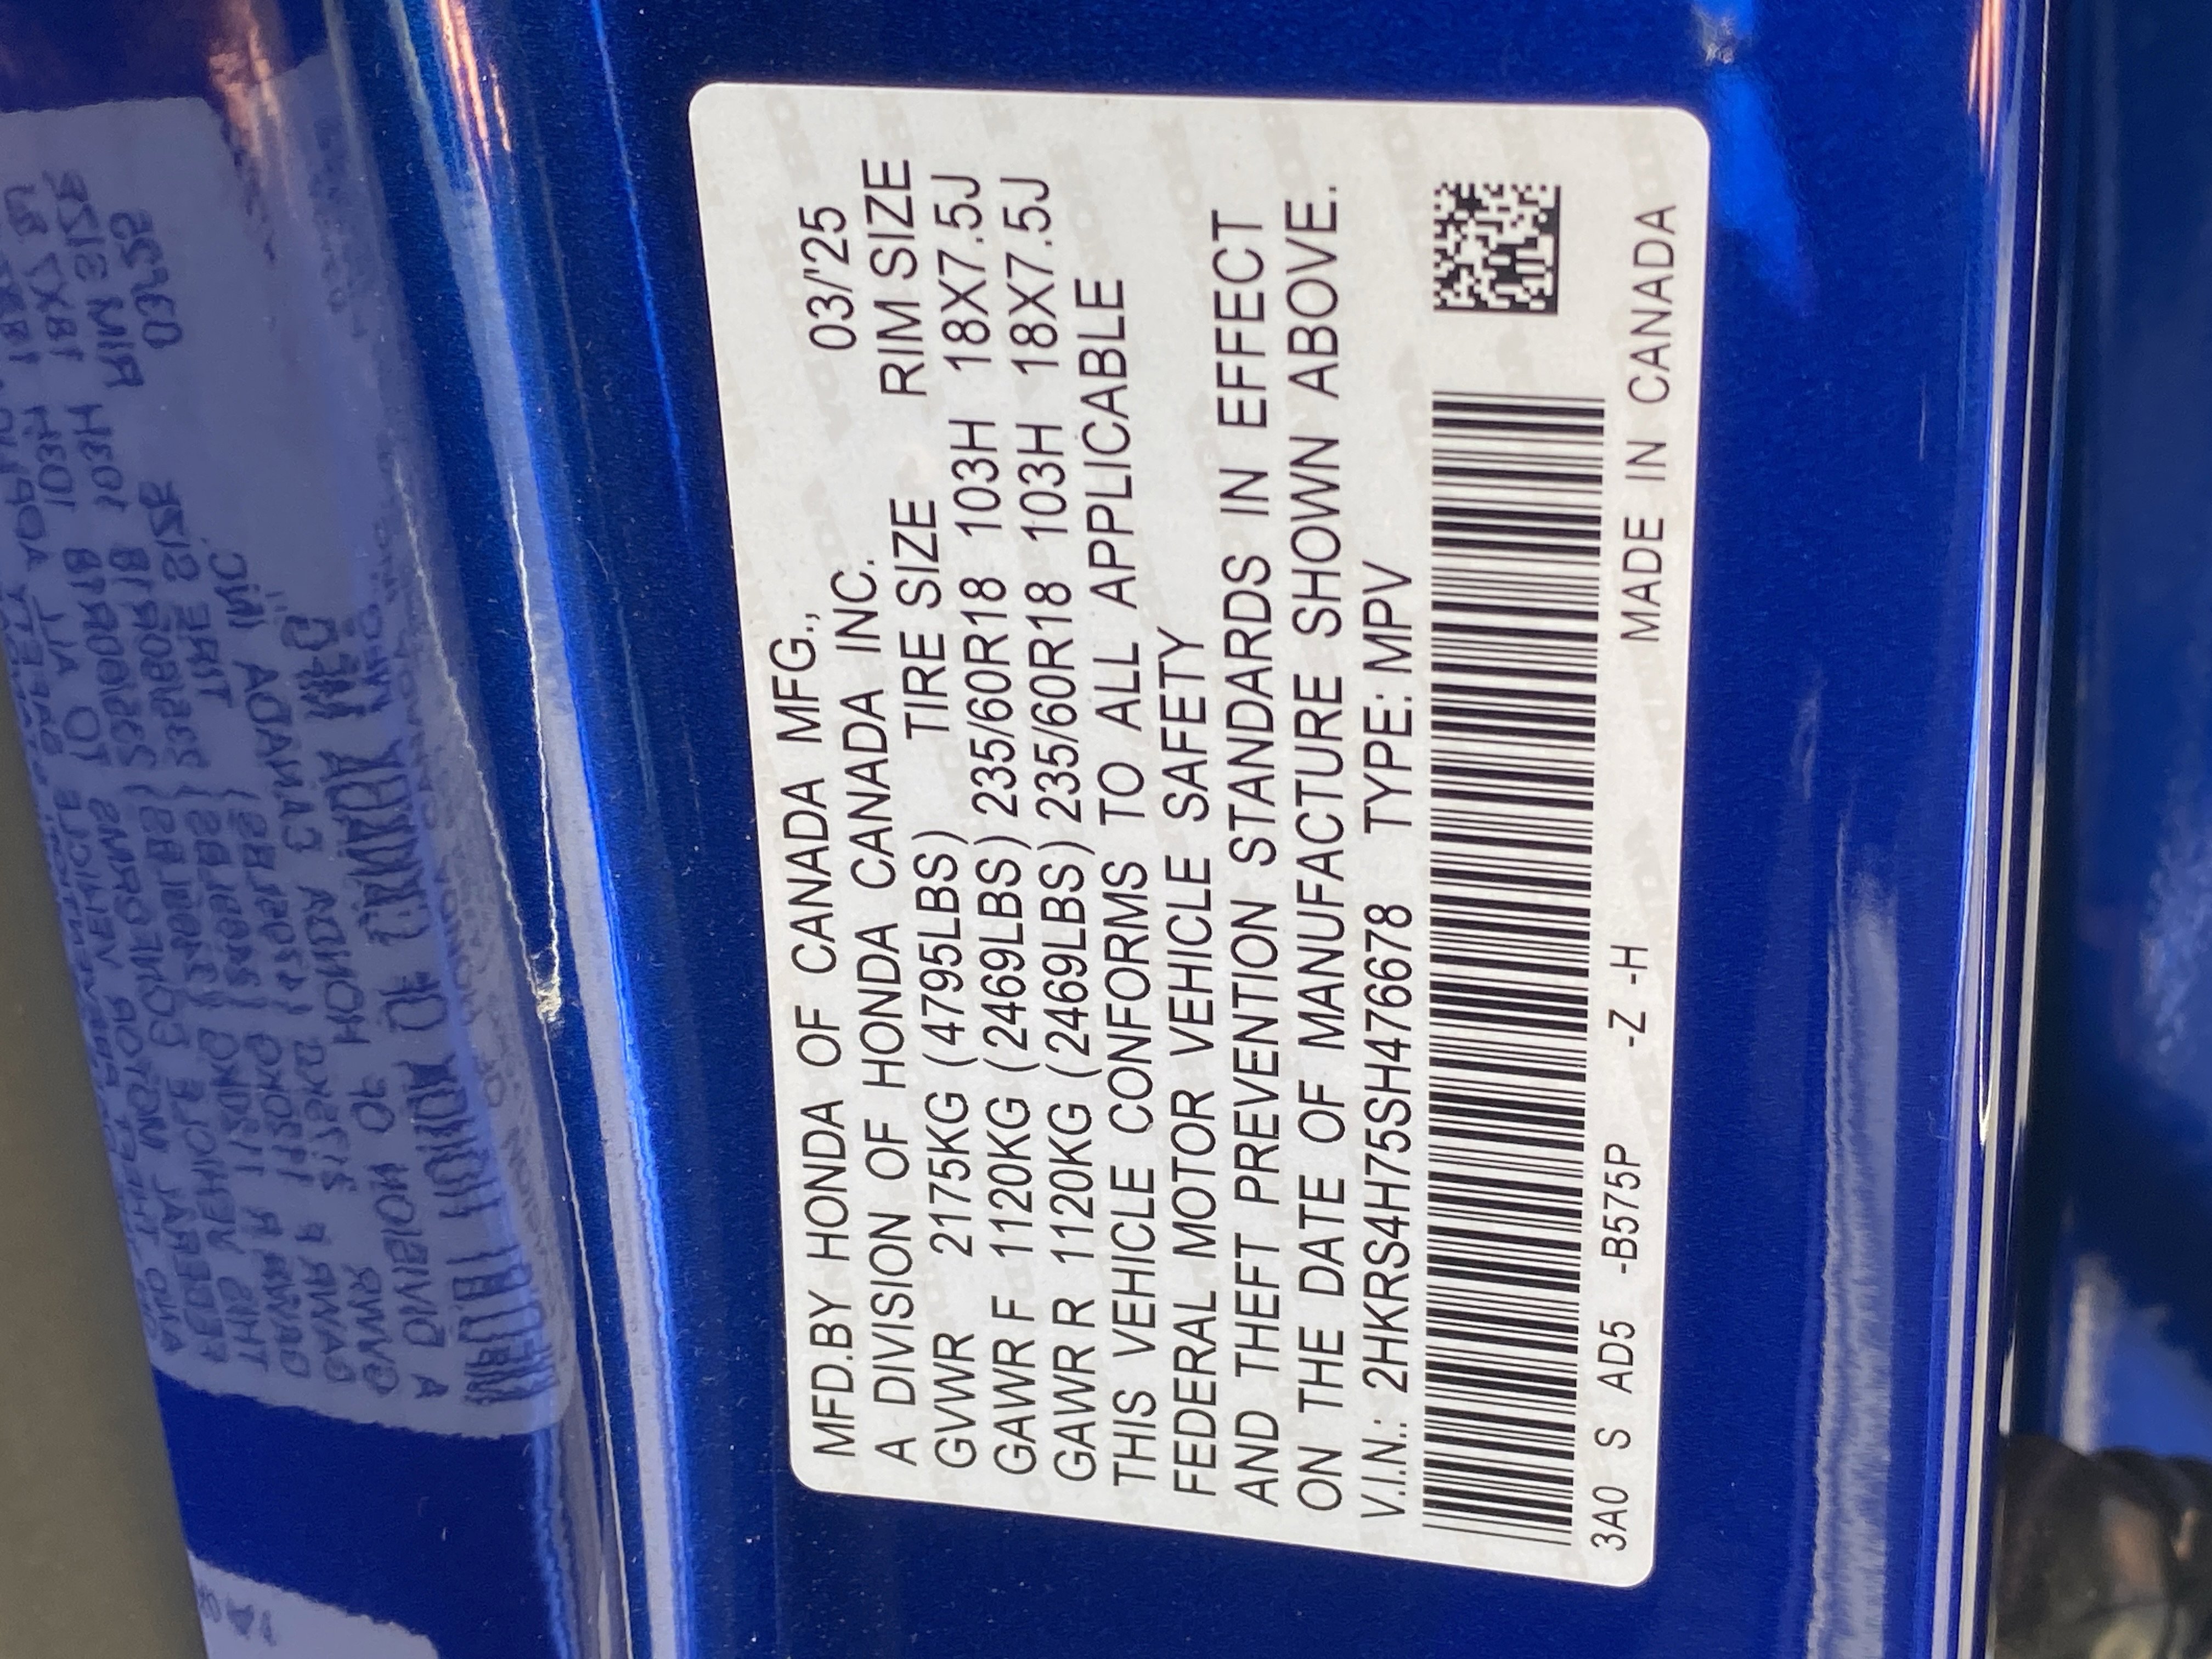 MFD.BY HONDA OF CANADA MFG., 03/'25
A DIVISION OF HONDA CANADA INC.
TIRE SIZE RIM SIZE
GVWR 2175KG (4795LBS)
GAWR F 1120KG (2469LBS) 235/60R18 103H 18X7.5J
GAWR R 1120KG (2469LBS) 235/60R18 103H 18X7.5J
THIS VEHICLE CONFORMS TO ALL APPLICABLE
FEDERAL MOTOR VEHICLE SAFETY
AND THEFT PREVENTION STANDARDS IN EFFECT
ON THE DATE OF MANUFACTURE SHOWN ABOVE.
V.I.N.: 2HKRS4H75SH476678 TYPE: MPV
3A0 S AD5 -B575P -Z -H MADE IN CANADA